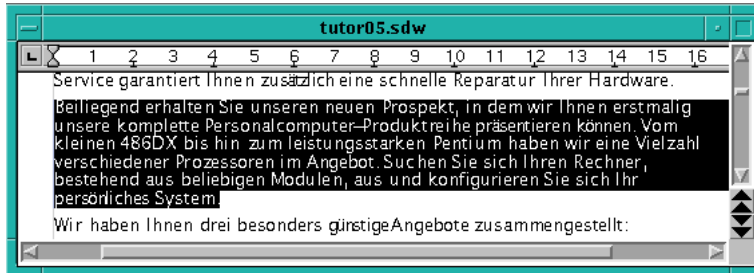 tutor05.sdw
L 1 2 3 4 5 6 7 8 9 10 11 12 13 14 15 16
Service garantiert Ihnen zusätzlich eine schnelle Reparatur Ihrer Hardware.
Beiliegend erhalten Sie unseren neuen Prospekt, in dem wir Ihnen erstmalig
unsere komplette Personalcomputer–Produktreihe präsentieren können. Vom
kleinen 486DX bis hin zum leistungsstarken Pentium haben wir eine Vielzahl
verschiedener Prozessoren im Angebot. Suchen Sie sich Ihren Rechner,
bestehend aus beliebigen Modulen, aus und konfigurieren Sie sich Ihr
persönliches System.
Wir haben Ihnen drei besonders günstige Angebote zusammengestellt: